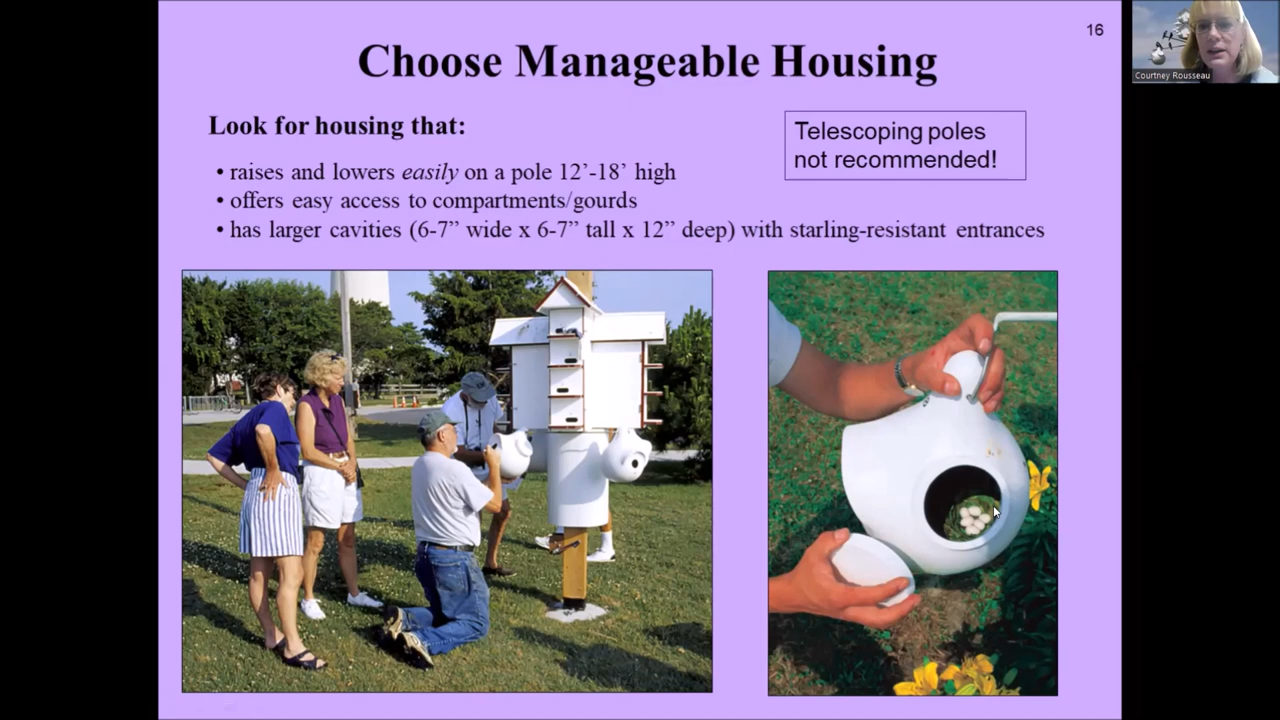 16
Choose Manageable Housing
Look for housing that:
Telescoping poles
not recommended!
• raises and lowers easily on a pole 12’-18’ high
• offers easy access to compartments/gourds
• has larger cavities (6-7” wide x 6-7” tall x 12” deep) with starling-resistant entrances
Courtney Rousseau